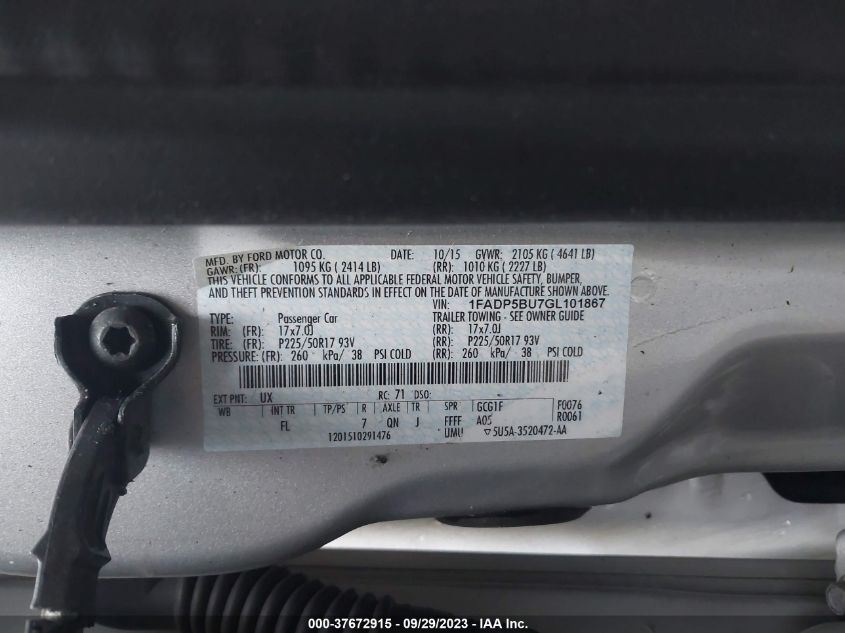 MFD. BY FORD MOTOR CO. DATE: 10/15 GVWR: 2105 KG ( 4641 LB)
GAWR: (FR): 1095 KG ( 2414 LB) (RR): 1010 KG ( 2227 LB)
THIS VEHICLE CONFORMS TO ALL APPLICABLE FEDERAL MOTOR VEHICLE SAFETY, BUMPER,
AND THEFT PREVENTION STANDARDS IN EFFECT ON THE DATE OF MANUFACTURE SHOWN ABOVE.
VIN: 1FADP5BU7GL101867
TYPE: Passenger Car TRAILER TOWING - SEE OWNER GUIDE
RIM: (FR): 17x7.0J (RR): 17x7.0J
TIRE: (FR): P225/50R17 93V (RR): P225/50R17 93V
PRESSURE: (FR): 260 kPa/ 38 PSI COLD (RR): 260 kPa/ 38 PSI COLD
EXT PNT: UX RC: 71 DSO:
WB INT TR TP/PS R AXLE TR SPR GCG1F F0076
FL 7 QN J FFFF A05 R0061
1201510291476 UMU ▽5U5A-3520472-AA
000-37672915 - 09/29/2023 - IAA Inc.